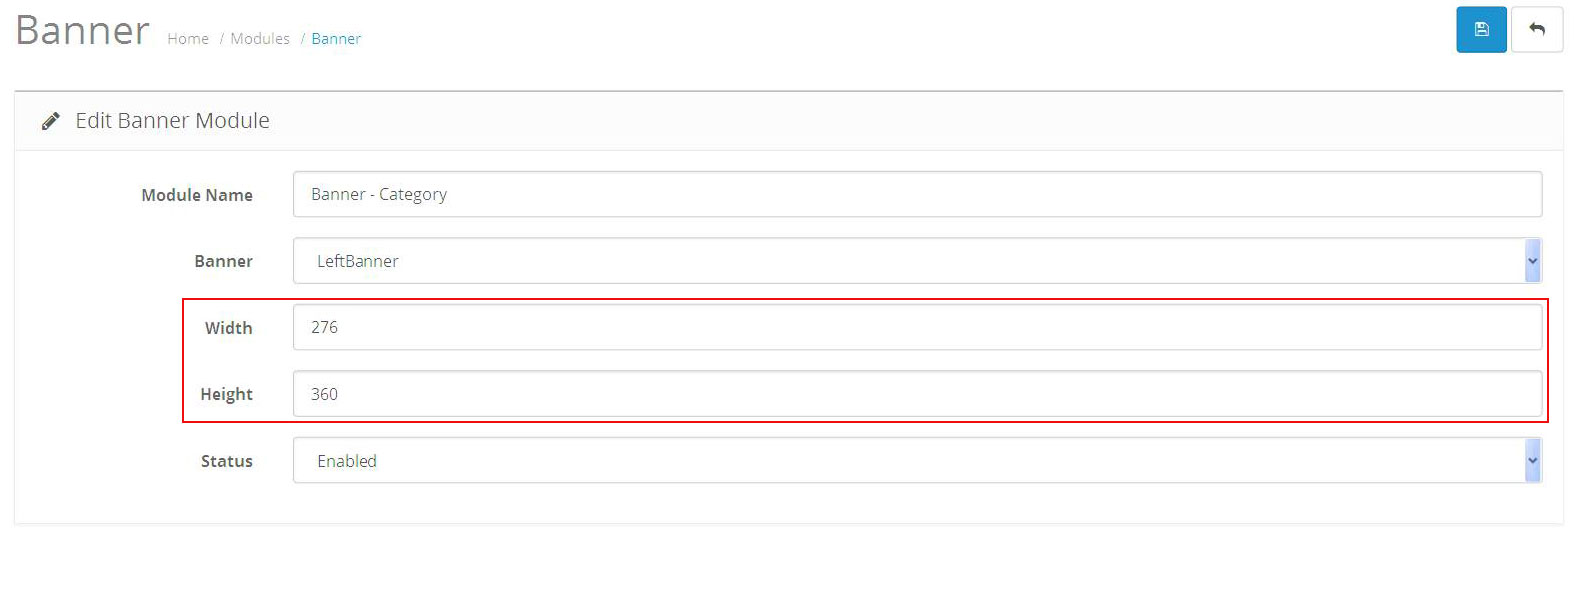 Banner Home / Modules / Banner
Edit Banner Module
Module Name Banner - Category
Banner LeftBanner
Width 276
Height 360
Status Enabled